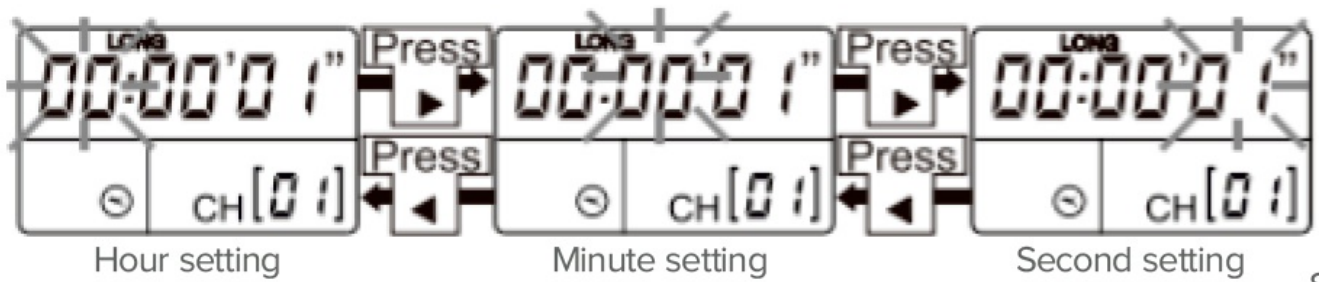 LONG Press LONG Press LONG
00:00'01" ▶ 00:00'01" ▶ 00:00'01"
Press Press
CH[01] ◀ CH[01] ◀ CH[01]
Hour setting Minute setting Second setting